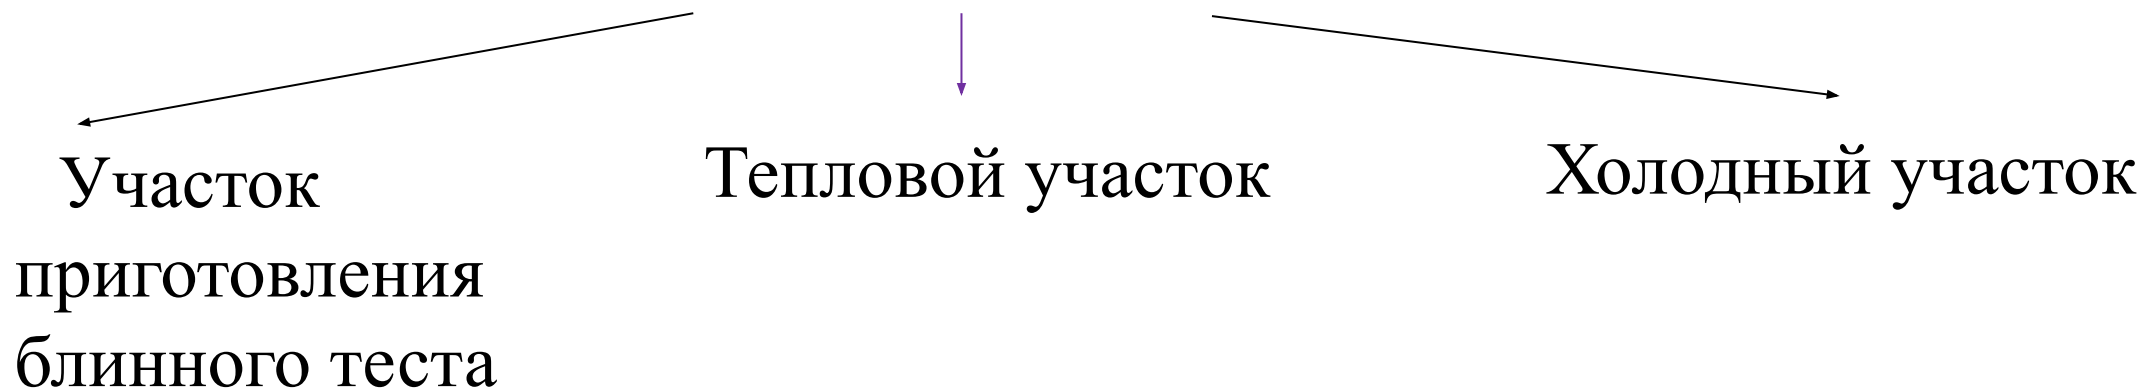 Участок
приготовления
блинного теста
Тепловой участок
Холодный участок